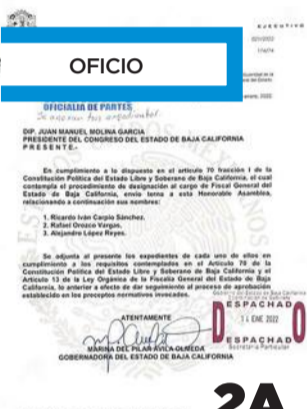 OFICIO
enero, 2022
OFICIALIA DE PARTES
Se anexan tres expedientes.
DIP. JUAN MANUEL MOLINA GARCIA
PRESIDENTE DEL CONGRESO DEL ESTADO DE BAJA CALIFORNIA
P R E S E N T E.-
En cumplimiento a lo dispuesto en el artículo 70 fracción I de la
Constitución Política del Estado Libre y Soberano de Baja California, el cual
contempla el procedimiento de designación al cargo de Fiscal General del
Estado de Baja California, envío terna a esta Honorable Asamblea,
relacionando a continuación sus nombres:
1. Ricardo Iván Carpio Sánchez.
2. Rafael Orozco Vargas.
3. Alejandro López Reyes.
Se adjunta al presente los expedientes de cada uno de ellos en
cumplimiento a los requisitos contemplados en el Artículo 70 de la
Constitución Política del Estado Libre y Soberano de Baja California y el
Artículo 13 de la Ley Orgánica de la Fiscalía General del Estado de Baja
California, lo anterior a efecto de dar seguimiento al proceso de aprobación
establecido en los preceptos normativos invocados.
ATENTAMENTE
MARINA DEL PILAR AVILA OLMEDA
GOBERNADORA DEL ESTADO DE BAJA CALIFORNIA
DESPACHADO
14 ENE 2022
DESPACHADO
Secretaría Particular
2A